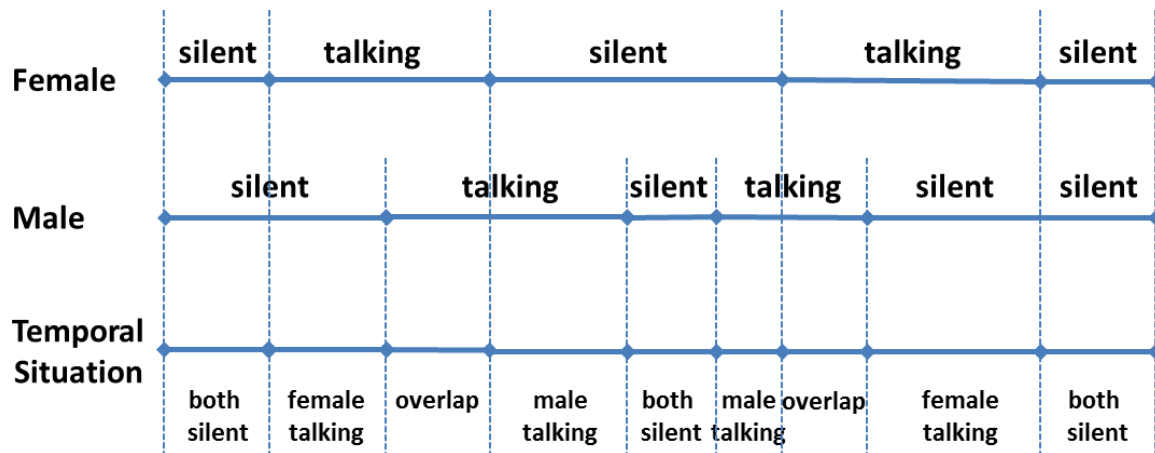 silent talking silent talking silent
Female
silent talking silent talking silent silent
Male
Temporal
Situation
both female overlap male both male overlap female both
silent talking talking silent talking talking silent